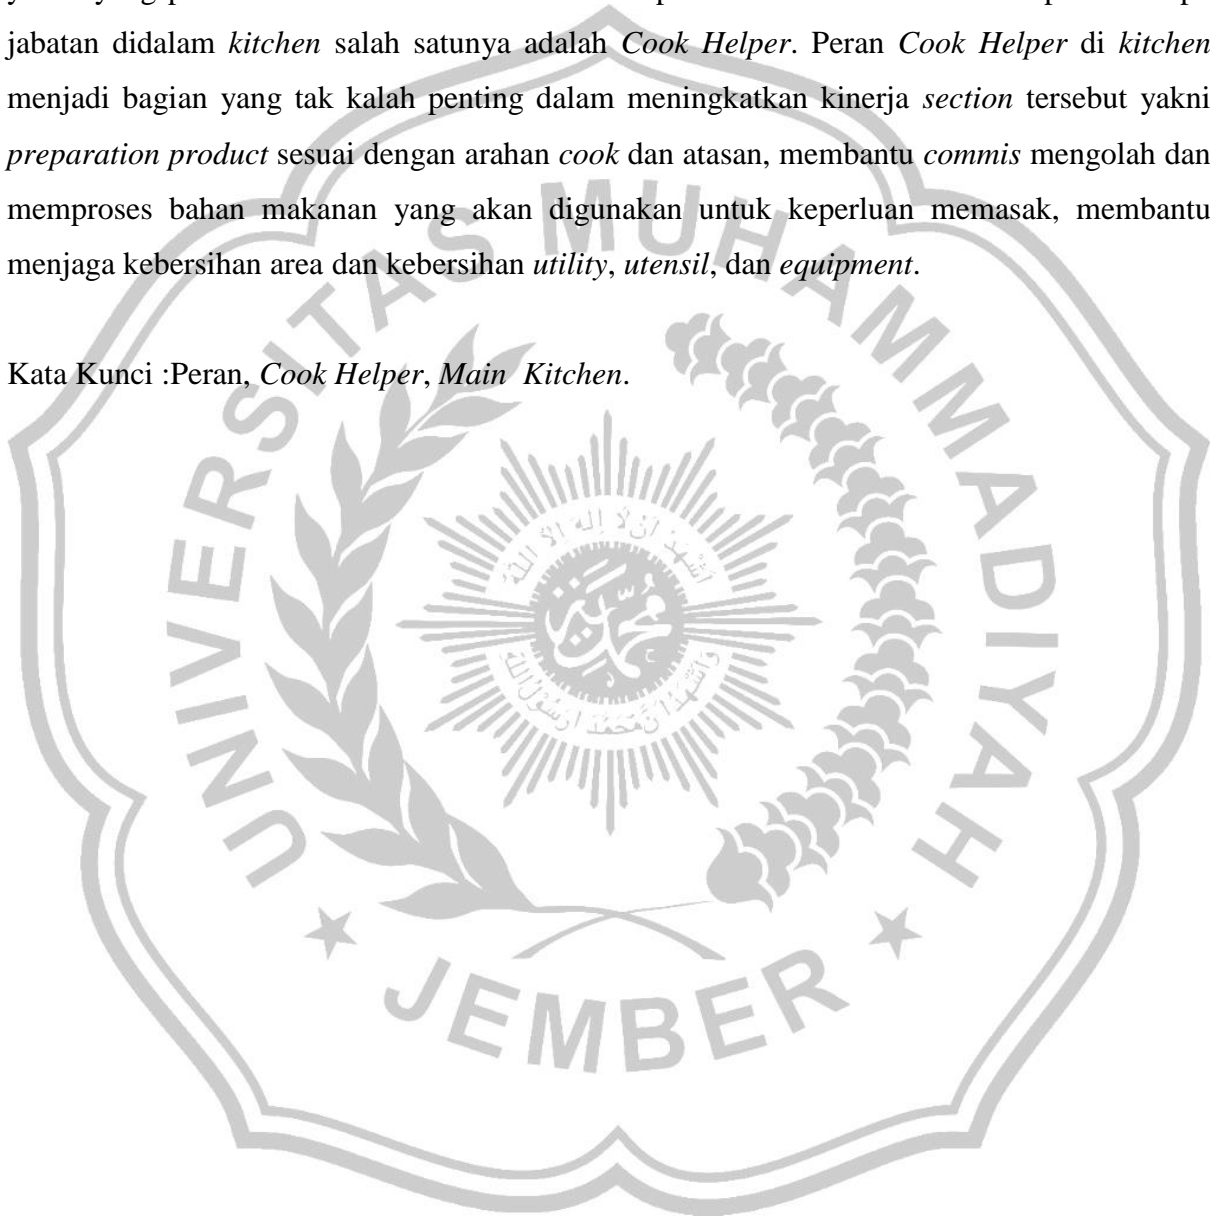 jabatan didalam kitchen salah satunya adalah Cook Helper. Peran Cook Helper di kitchen
menjadi bagian yang tak kalah penting dalam meningkatkan kinerja section tersebut yakni
preparation product sesuai dengan arahan cook dan atasan, membantu commis mengolah dan
memproses bahan makanan yang akan digunakan untuk keperluan memasak, membantu
menjaga kebersihan area dan kebersihan utility, utensil, dan equipment.
Kata Kunci :Peran, Cook Helper, Main  Kitchen.
UNIVERSITAS MUHAMMADIYAH
JEMBER